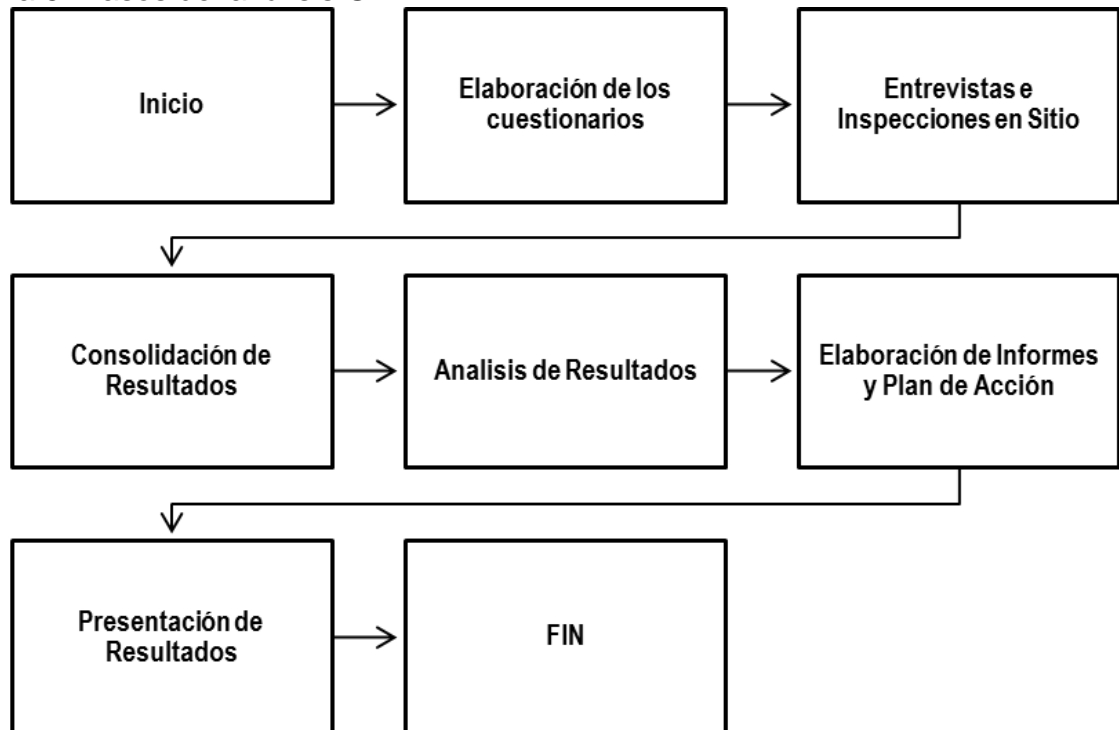 Inicio
Elaboración de los
cuestionarios
Entrevistas e
Inspecciones en Sitio
Consolidación de
Resultados
Analisis de Resultados
Elaboración de Informes
y Plan de Acción
Presentación de
Resultados
FIN